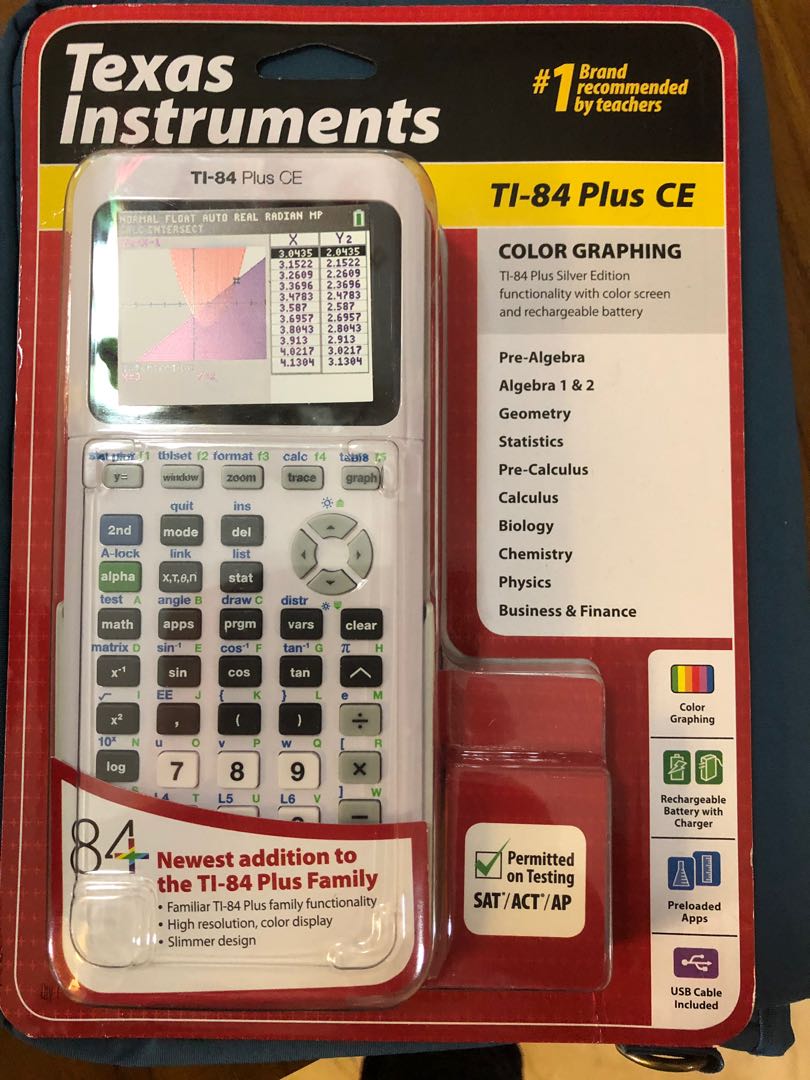 Texas
Instruments
#1 Brand
recommended
by teachers
TI-84 Plus CE
TI-84 Plus CE
NORMAL FLOAT AUTO REAL RADIAN MP
CALC INTERSECT
X Y2
3.0435 2.0435
3.1522 2.1522
3.2609 2.2609
3.3696 2.3696
3.4783 2.4783
3.587 2.587
3.6957 2.6957
3.8043 2.8043
3.913 2.913
4.0217 3.0217
4.1304 3.1304
COLOR GRAPHING
TI-84 Plus Silver Edition
functionality with color screen
and rechargeable battery
Pre-Algebra
Algebra 1 & 2
Geometry
Statistics
Pre-Calculus
Calculus
Biology
Chemistry
Physics
Business & Finance
stat plot f1 tblset f2 format f3 calc f4 table f5
y= window zoom trace graph
quit ins
2nd mode del
A-lock link list
alpha X,T,θ,n stat
test A angle B draw C distr
math apps prgm vars clear
matrix D sin⁻¹ E cos⁻¹ F tan⁻¹ G π H
x⁻¹ sin cos tan ^
√ I EE J { K } L e M
x² , ( ) ÷
10ˣ N u O v P w Q [ R
log 7 8 9 ×
S L4 T L5 U L6 V ] W
−
84+
Newest addition to
the TI-84 Plus Family
• Familiar TI-84 Plus family functionality
• High resolution, color display
• Slimmer design
Permitted
on Testing
SAT*/ACT*/AP
Color
Graphing
Rechargeable
Battery with
Charger
Preloaded
Apps
USB Cable
Included